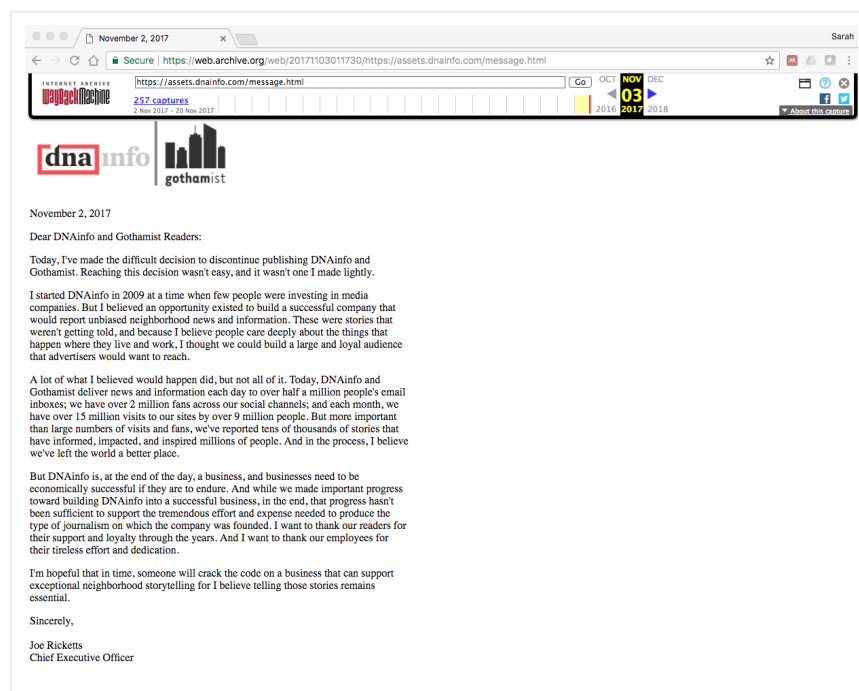 November 2, 2017
Sarah
Secure https://web.archive.org/web/20171103011730/https://assets.dnainfo.com/message.html
INTERNET ARCHIVE
WayBackMachine
https://assets.dnainfo.com/message.html
Go
OCT NOV DEC
257 captures
03
2 Nov 2017 – 20 Nov 2017
2016 2017 2018
About this capture
dna info
gothamist
November 2, 2017
Dear DNAinfo and Gothamist Readers:
Today, I've made the difficult decision to discontinue publishing DNAinfo and
Gothamist. Reaching this decision wasn't easy, and it wasn't one I made lightly.
I started DNAinfo in 2009 at a time when few people were investing in media
companies. But I believed an opportunity existed to build a successful company that
would report unbiased neighborhood news and information. These were stories that
weren't getting told, and because I believe people care deeply about the things that
happen where they live and work, I thought we could build a large and loyal audience
that advertisers would want to reach.
A lot of what I believed would happen did, but not all of it. Today, DNAinfo and
Gothamist deliver news and information each day to over half a million people's email
inboxes; we have over 2 million fans across our social channels; and each month, we
have over 15 million visits to our sites by over 9 million people. But more important
than large numbers of visits and fans, we've reported tens of thousands of stories that
have informed, impacted, and inspired millions of people. And in the process, I believe
we've left the world a better place.
But DNAinfo is, at the end of the day, a business, and businesses need to be
economically successful if they are to endure. And while we made important progress
toward building DNAinfo into a successful business, in the end, that progress hasn't
been sufficient to support the tremendous effort and expense needed to produce the
type of journalism on which the company was founded. I want to thank our readers for
their support and loyalty through the years. And I want to thank our employees for
their tireless effort and dedication.
I'm hopeful that in time, someone will crack the code on a business that can support
exceptional neighborhood storytelling for I believe telling those stories remains
essential.
Sincerely,
Joe Ricketts
Chief Executive Officer